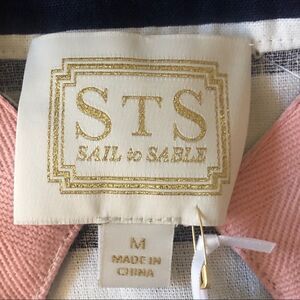 STS
SAIL to SABLE
M
MADE IN
CHINA